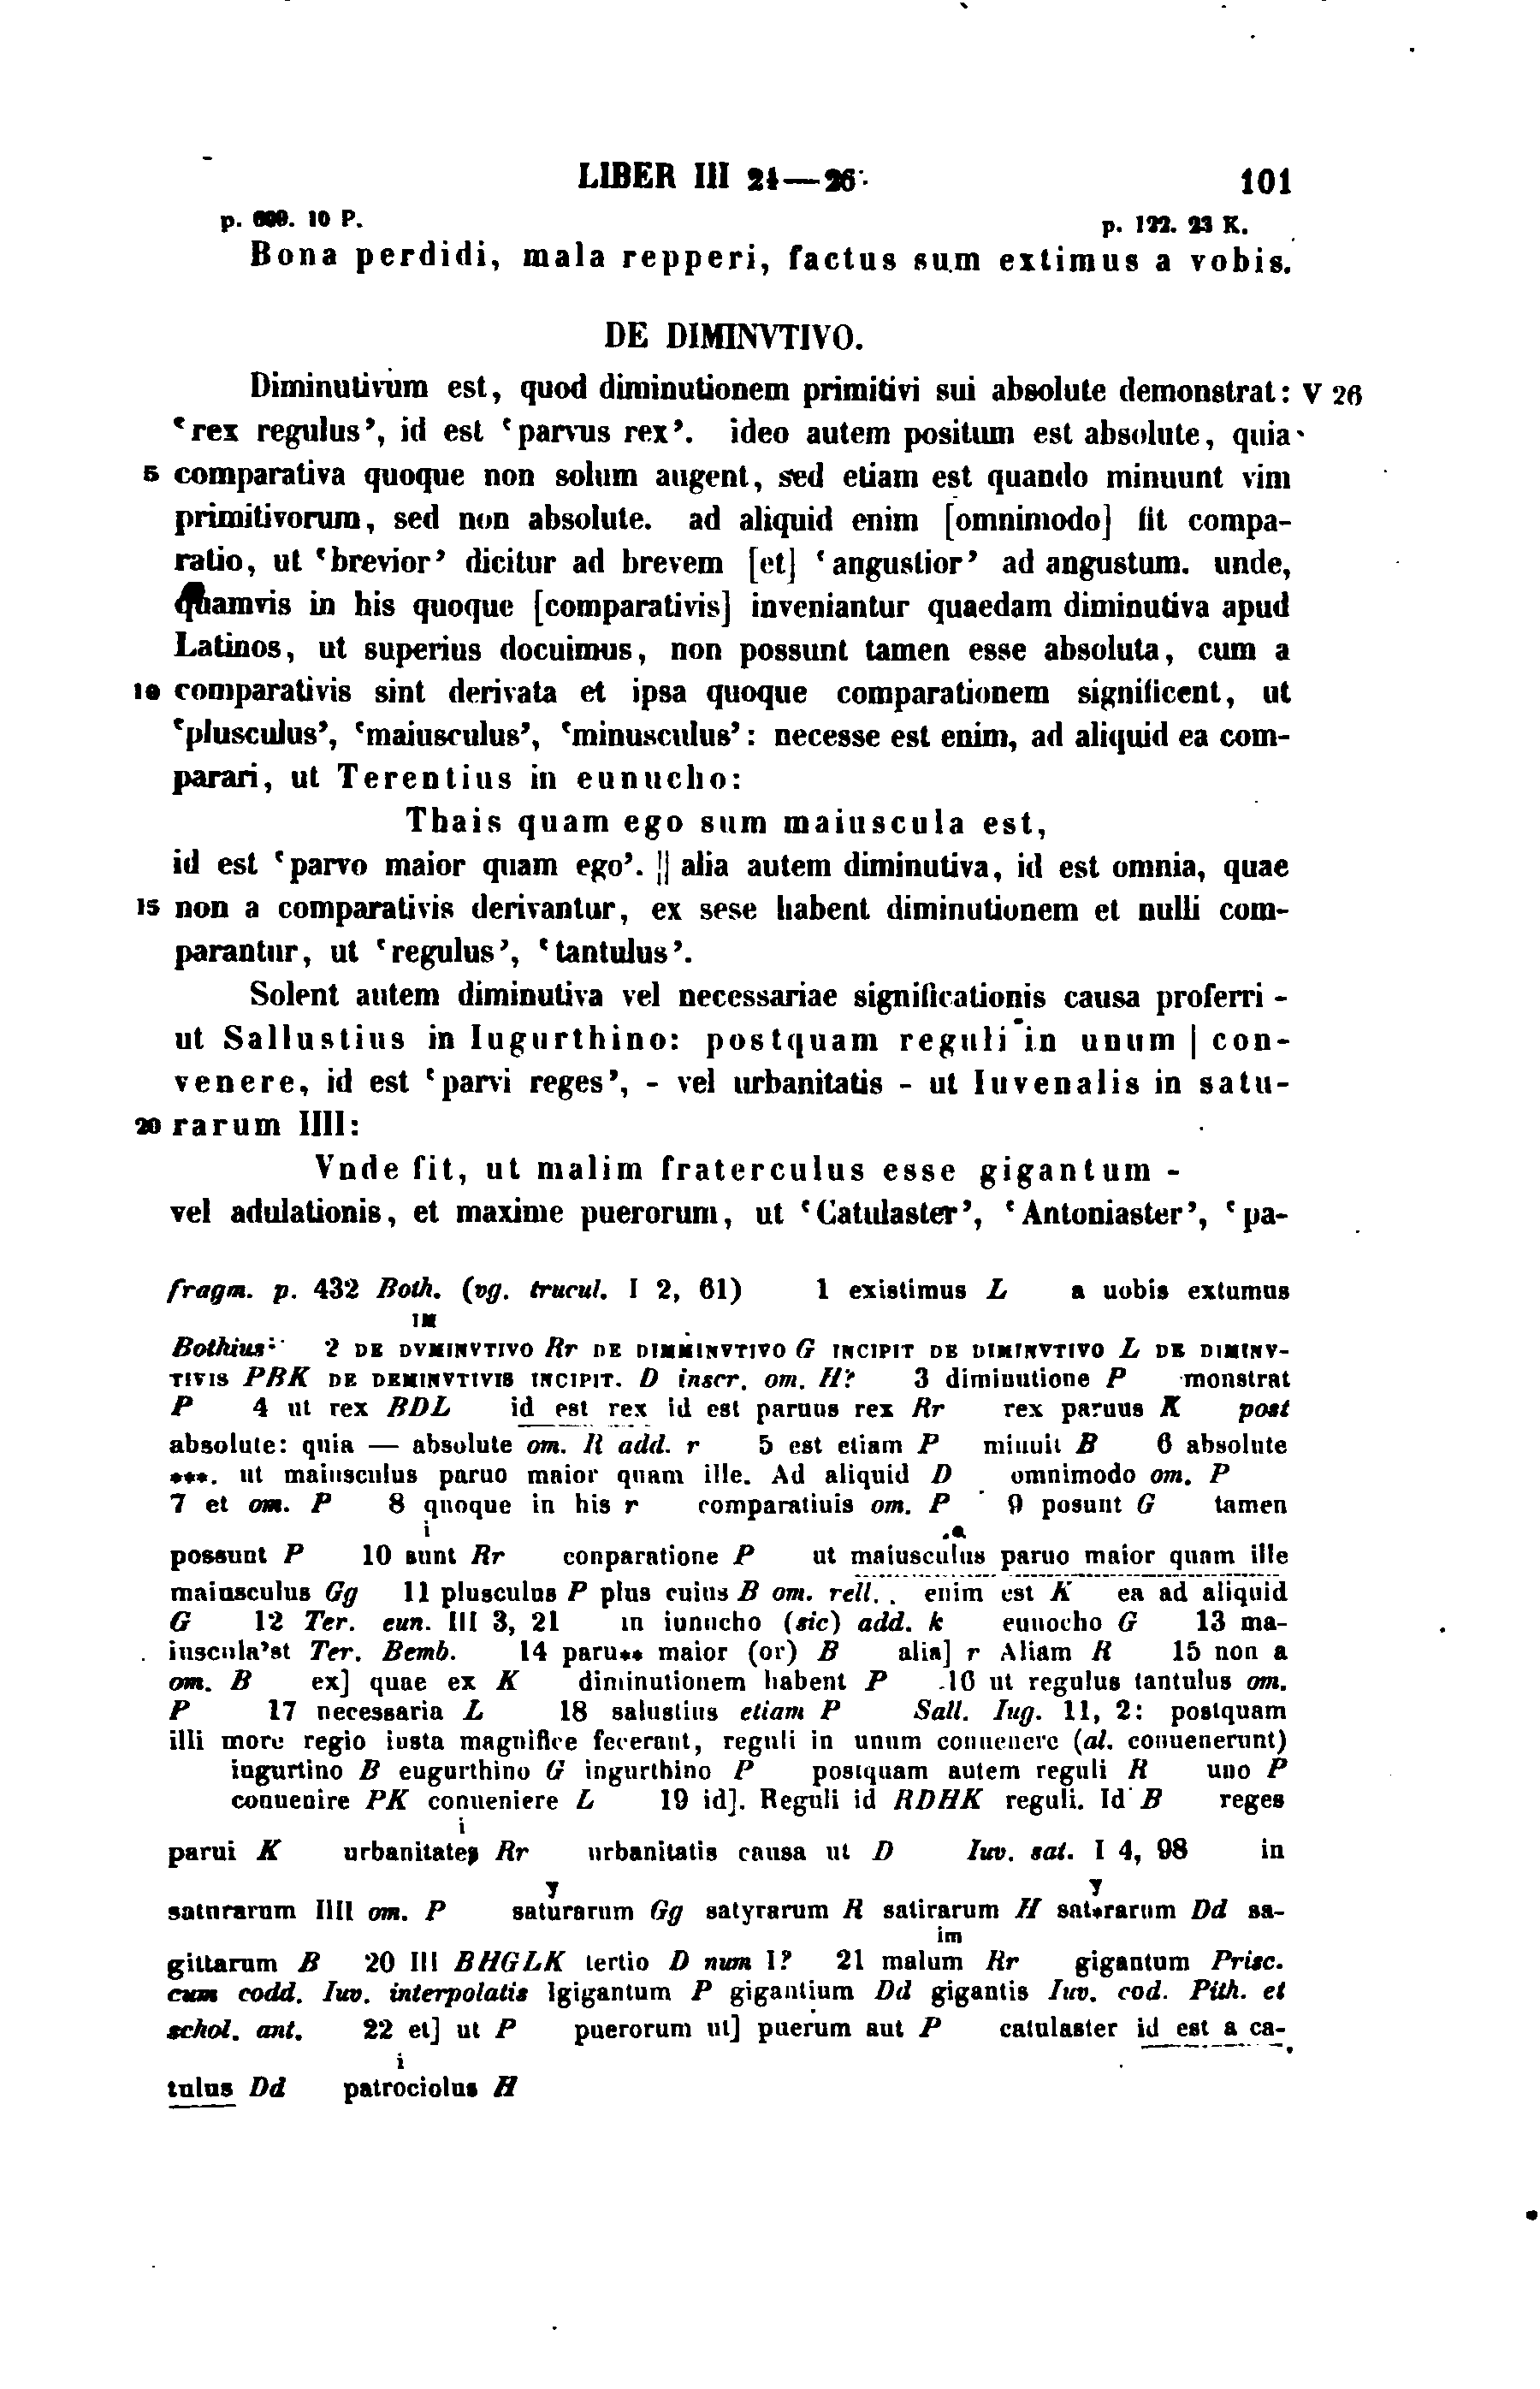 LIBER III 24—26
101
p. 609. 10 P.
p. 122. 23 K.
Bona perdidi, mala repperi, factus sum extimus a vobis.
DE DIMINVTIVO.
Diminutivum est, quod diminutionem primitivi sui absolute demonstrat: V 26
‘rex regulus’, id est ‘parvus rex’. ideo autem positum est absolute, quia
5 comparativa quoque non solum augent, sed etiam est quando minuunt vim
primitivorum, sed non absolute. ad aliquid enim [omnimodo] fit compa-
ratio, ut ‘brevior’ dicitur ad brevem [et] ‘angustior’ ad angustum. unde,
quamvis in his quoque [comparativis] inveniantur quaedam diminutiva apud
Latinos, ut superius docuimus, non possunt tamen esse absoluta, cum a
10 comparativis sint derivata et ipsa quoque comparationem significent, ut
‘plusculus’, ‘maiusculus’, ‘minusculus’: necesse est enim, ad aliquid ea com-
parari, ut Terentius in eunucho:
Thais quam ego sum maiuscula est,
id est ‘parvo maior quam ego’. || alia autem diminutiva, id est omnia, quae
15 non a comparativis derivantur, ex sese habent diminutionem et nulli com-
parantur, ut ‘regulus’, ‘tantulus’.
Solent autem diminutiva vel necessariae significationis causa proferri -
ut Sallustius in Iugurthino: postquam reguli in unum | con-
venere, id est ‘parvi reges’, - vel urbanitatis - ut Iuvenalis in satu-
20 rarum IIII:
Vnde fit, ut malim fraterculus esse gigantum -
vel adulationis, et maxime puerorum, ut ‘Catulaster’, ‘Antoniaster’, ‘pa-
fragm. p. 432 Both. (vg. trucul. I 2, 61) 1 existimus L a uobis extumus
IM
Bothius 2 DE DVMINVTIVO Rr DE DIMMINVTIVO G INCIPIT DE DIMINVTIVO L DE DIMINV-
TIVIS PBK DE DEMINVTIVIS INCIPIT. D inscr. om. H? 3 diminutione P monstrat
P 4 ut rex BDL id est rex id est paruus rex Rr rex paruus K post
absolute: quia — absolute om. R add. r 5 est etiam P minuit B 6 absolute
***. ut maiusculus paruo maior quam ille. Ad aliquid D omnimodo om. P
7 et om. P 8 quoque in his r comparatiuis om. P 9 posunt G tamen
i .a
possunt P 10 sunt Rr conparatione P ut maiusculus paruo maior quam ille
maiusculus Gg 11 plusculus P plus cuius B om. rell. enim est K ea ad aliquid
G 12 Ter. eun. III 3, 21 in iunucho (sic) add. k eunocho G 13 ma-
iuscula’st Ter. Bemb. 14 paru** maior (or) B alia] r Aliam R 15 non a
om. B ex] quae ex K diminutionem habent P 16 ut regulus tantulus om.
P 17 necessaria L 18 salustius etiam P Sall. Iug. 11, 2: postquam
illi more regio iusta magnifice fecerant, reguli in unum conuenere (al. conuenerunt)
iugurtino B eugurthino G ingurthino P postquam autem reguli R uno P
conuenire PK conueniere L 19 id]. Reguli id RDHK reguli. Id B reges
i
parui K urbanitates Rr urbanitatis causa ut D Iuv. sat. I 4, 98 in
y y
saturarum IIII om. P saturarum Gg satyrarum R satirarum H sat*rarum Dd sa-
im
gittarum B 20 III BHGLK tertio D num I? 21 malum Rr gigantum Prisc.
cum codd. Iuv. interpolatis Igigantum P gigantium Dd gigantis Iuv. cod. Pith. et
schol. ant. 22 et] ut P puerorum ut] puerum aut P catulaster id est a ca-
i
tulus Dd patrociolus H